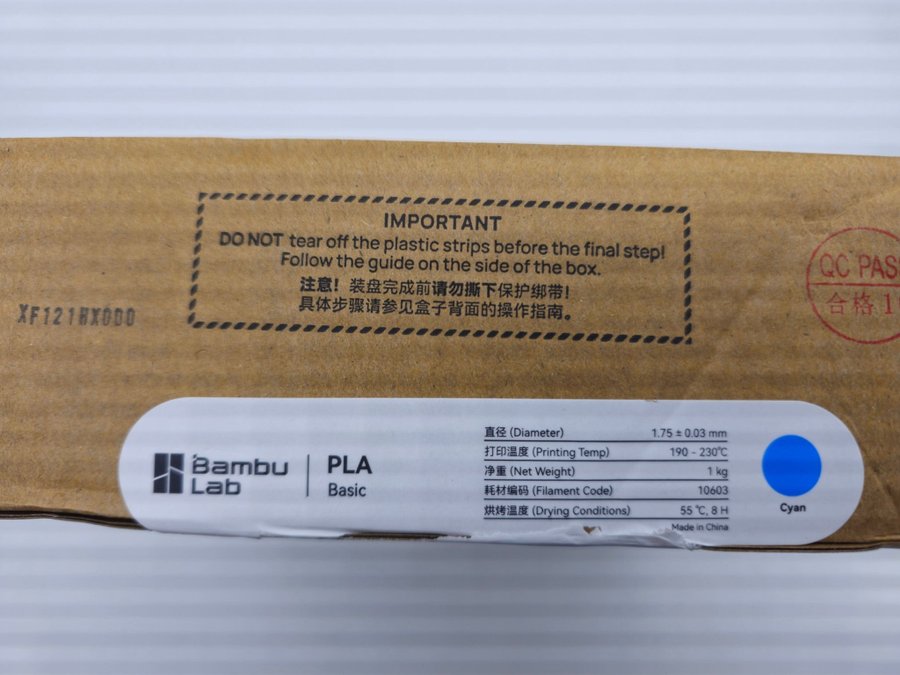 IMPORTANT
DO NOT tear off the plastic strips before the final step!
Follow the guide on the side of the box.
注意！装盘完成前请勿撕下保护绑带！
具体步骤请参见盒子背面的操作指南。
QC PAS
合格 1
Bambu
Lab
PLA
Basic
直径 (Diameter) 1.75 ± 0.03 mm
打印温度 (Printing Temp) 190 - 230℃
净重 (Net Weight) 1 kg
耗材编码 (Filament Code) 10603
烘烤温度 (Drying Conditions) 55 ℃, 8 H
Made in China
Cyan